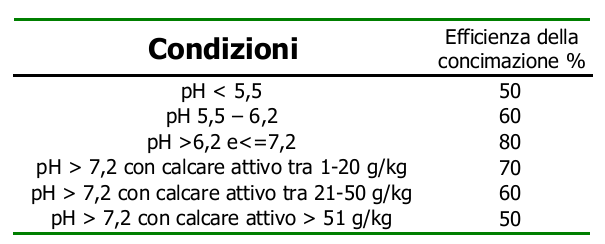 Condizioni Efficienza della concimazione %
pH < 5,5 50
pH 5,5 – 6,2 60
pH >6,2 e<=7,2 80
pH > 7,2 con calcare attivo tra 1-20 g/kg 70
pH > 7,2 con calcare attivo tra 21-50 g/kg 60
pH > 7,2 con calcare attivo > 51 g/kg 50